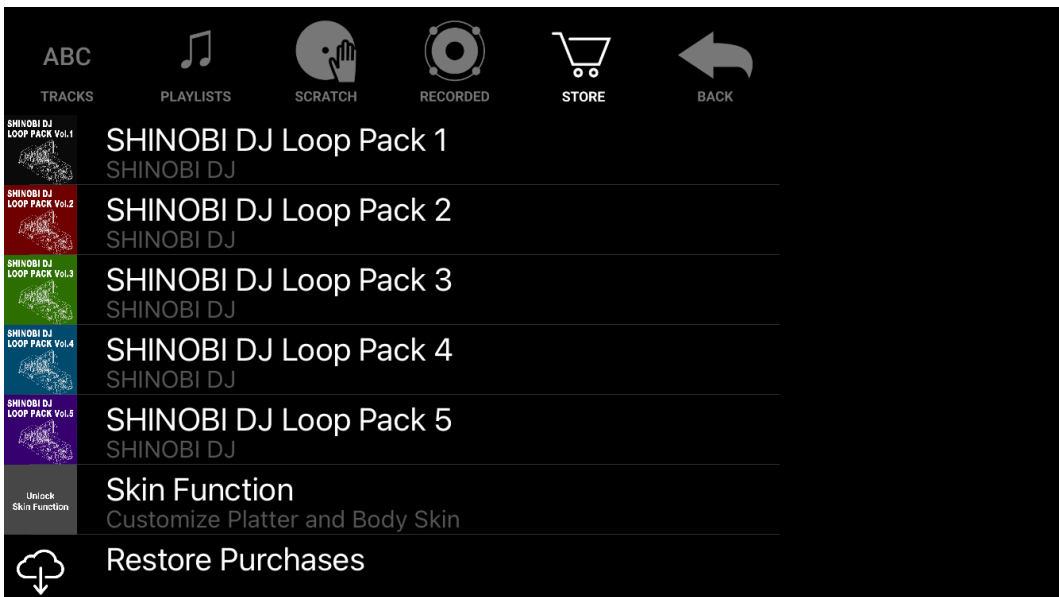 ABC
TRACKS
PLAYLISTS
SCRATCH
RECORDED
STORE
BACK
SHINOBI DJ
LOOP PACK Vol.1
SHINOBI DJ Loop Pack 1
SHINOBI DJ
SHINOBI DJ
LOOP PACK Vol.2
SHINOBI DJ Loop Pack 2
SHINOBI DJ
SHINOBI DJ
LOOP PACK Vol.3
SHINOBI DJ Loop Pack 3
SHINOBI DJ
SHINOBI DJ
LOOP PACK Vol.4
SHINOBI DJ Loop Pack 4
SHINOBI DJ
SHINOBI DJ
LOOP PACK Vol.5
SHINOBI DJ Loop Pack 5
SHINOBI DJ
Unlock
Skin Function
Skin Function
Customize Platter and Body Skin
Restore Purchases